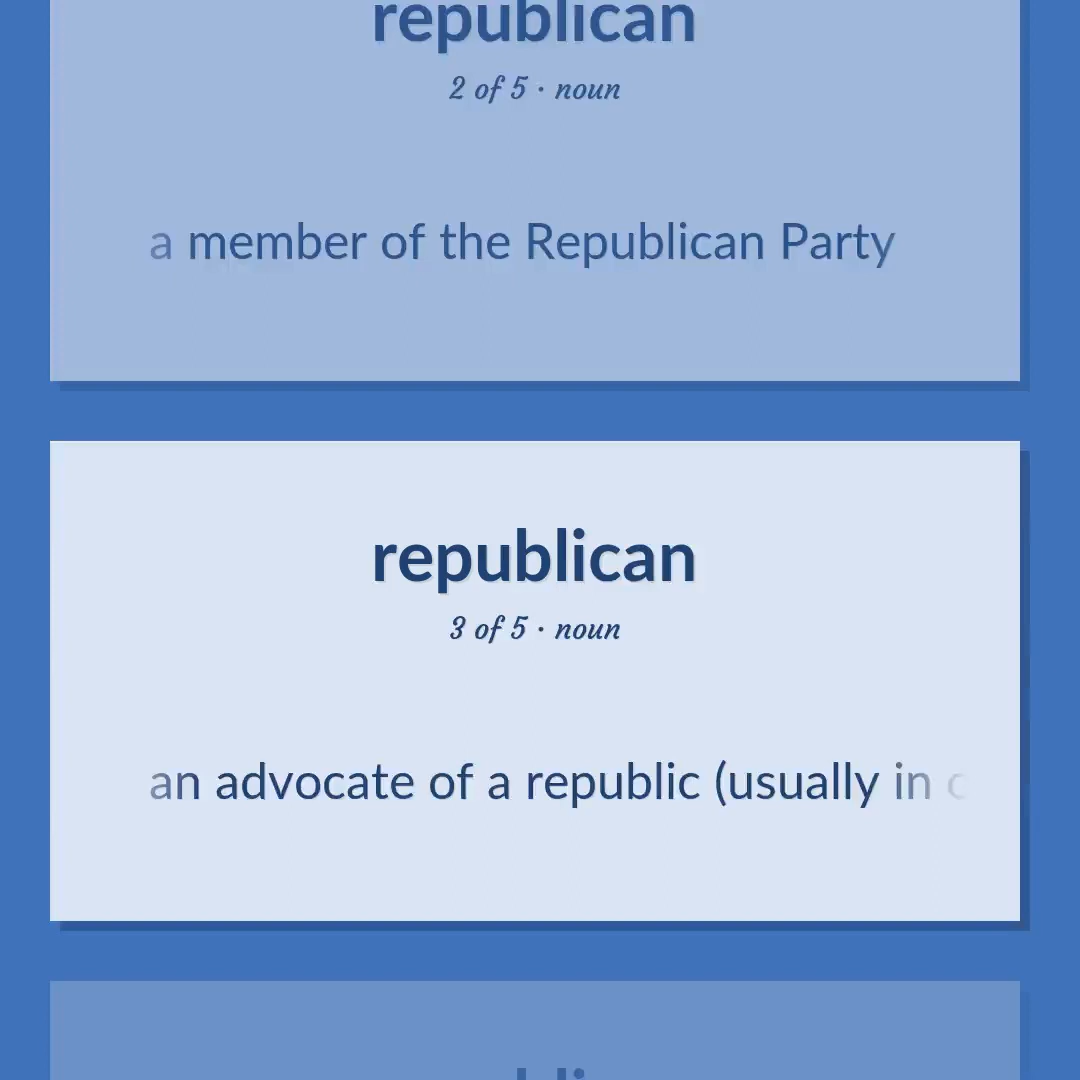 republican
2 of 5 · noun
a member of the Republican Party
republican
3 of 5 · noun
an advocate of a republic (usually in